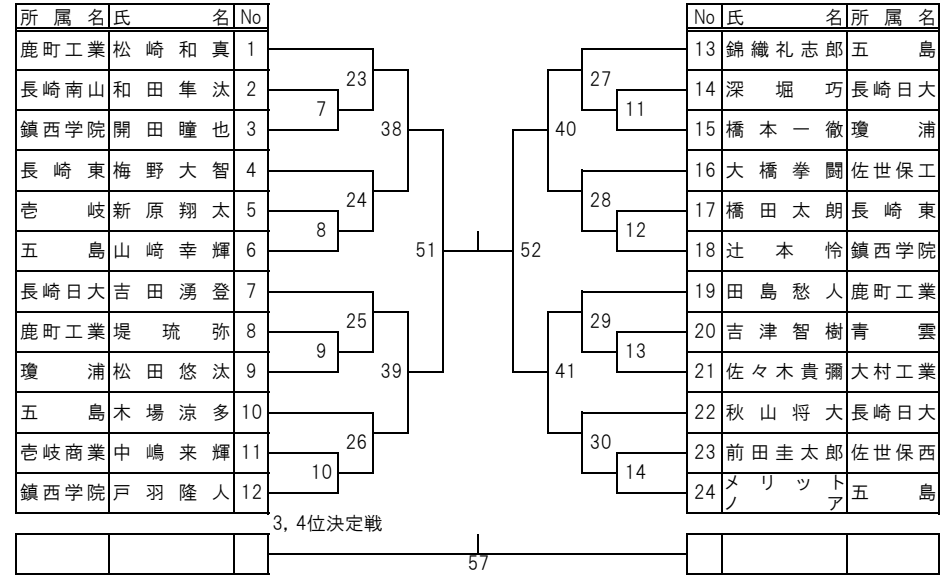 所属名 氏名 No
鹿町工業 松崎和真 1
長崎南山 和田隼汰 2
鎮西学院 開田瞳也 3
長崎東 梅野大智 4
壱岐 新原翔太 5
五島 山﨑幸輝 6
長崎日大 吉田湧登 7
鹿町工業 堤琉弥 8
瓊浦 松田悠汰 9
五島 木場涼多 10
壱岐商業 中嶋来輝 11
鎮西学院 戸羽隆人 12
23
7
38
24
8
51
25
9
39
26
10
No 氏名 所属名
13 錦織礼志郎 五島
14 深堀巧 長崎日大
15 橋本一徹 瓊浦
16 大橋拳闘 佐世保工
17 橋田太朗 長崎東
18 辻本怜 鎮西学院
19 田島愁人 鹿町工業
20 吉津智樹 青雲
21 佐々木貴彌 大村工業
22 秋山将大 長崎日大
23 前田圭太郎 佐世保西
24 メリット 五島
ノア
27
11
40
28
12
52
29
13
41
30
14
3, 4位決定戦
57